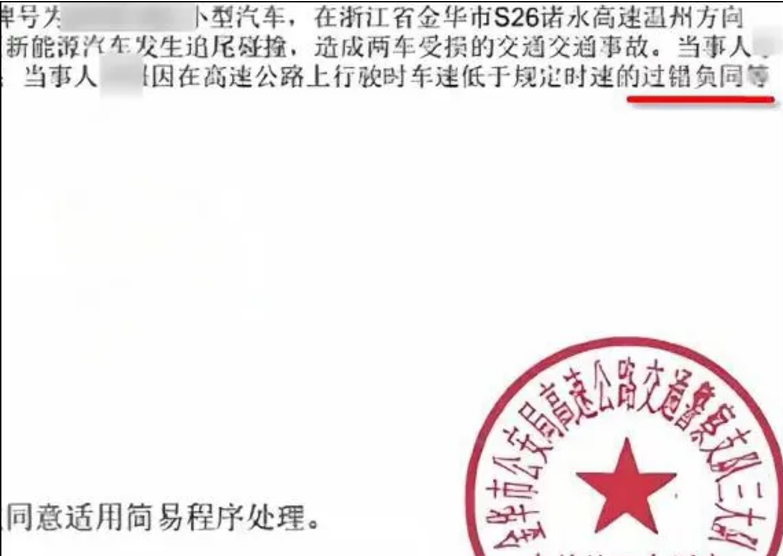 牌号为 小型汽车，在浙江省金华市S26诸永高速温州方向
新能源汽车发生追尾碰撞，造成两车受损的交通交通事故。当事人
当事人 因在高速公路上行驶时车速低于规定时速的过错负同等
同意适用简易程序处理。
金华市公安局高速公路交通警察支队三大队